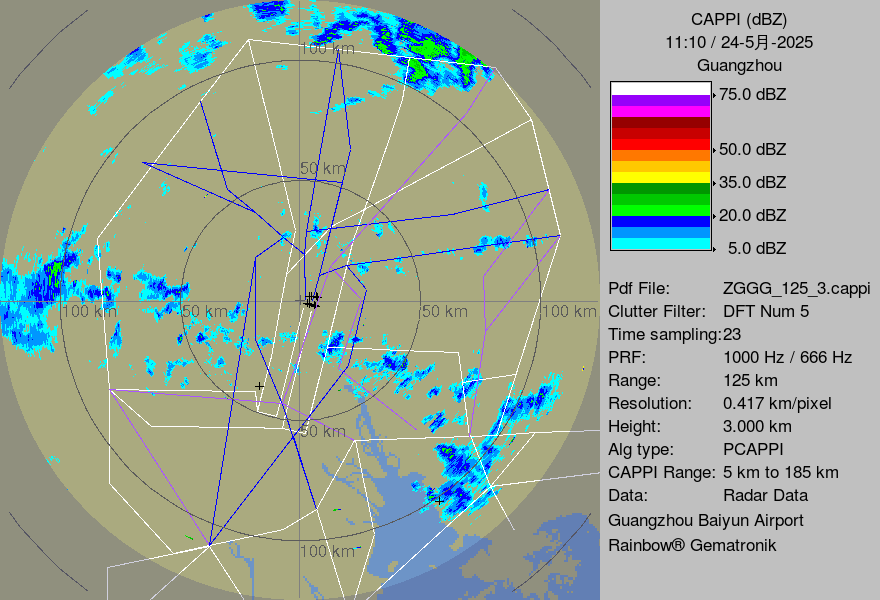 100 km
50 km
100 km
50 km
50 km
100 km
50 km
100 km
CAPPI (dBZ)
11:10 / 24-5月-2025
Guangzhou
75.0 dBZ
50.0 dBZ
35.0 dBZ
20.0 dBZ
5.0 dBZ
Pdf File: ZGGG_125_3.cappi
Clutter Filter: DFT Num 5
Time sampling:23
PRF: 1000 Hz / 666 Hz
Range: 125 km
Resolution: 0.417 km/pixel
Height: 3.000 km
Alg type: PCAPPI
CAPPI Range: 5 km to 185 km
Data: Radar Data
Guangzhou Baiyun Airport
Rainbow® Gematronik